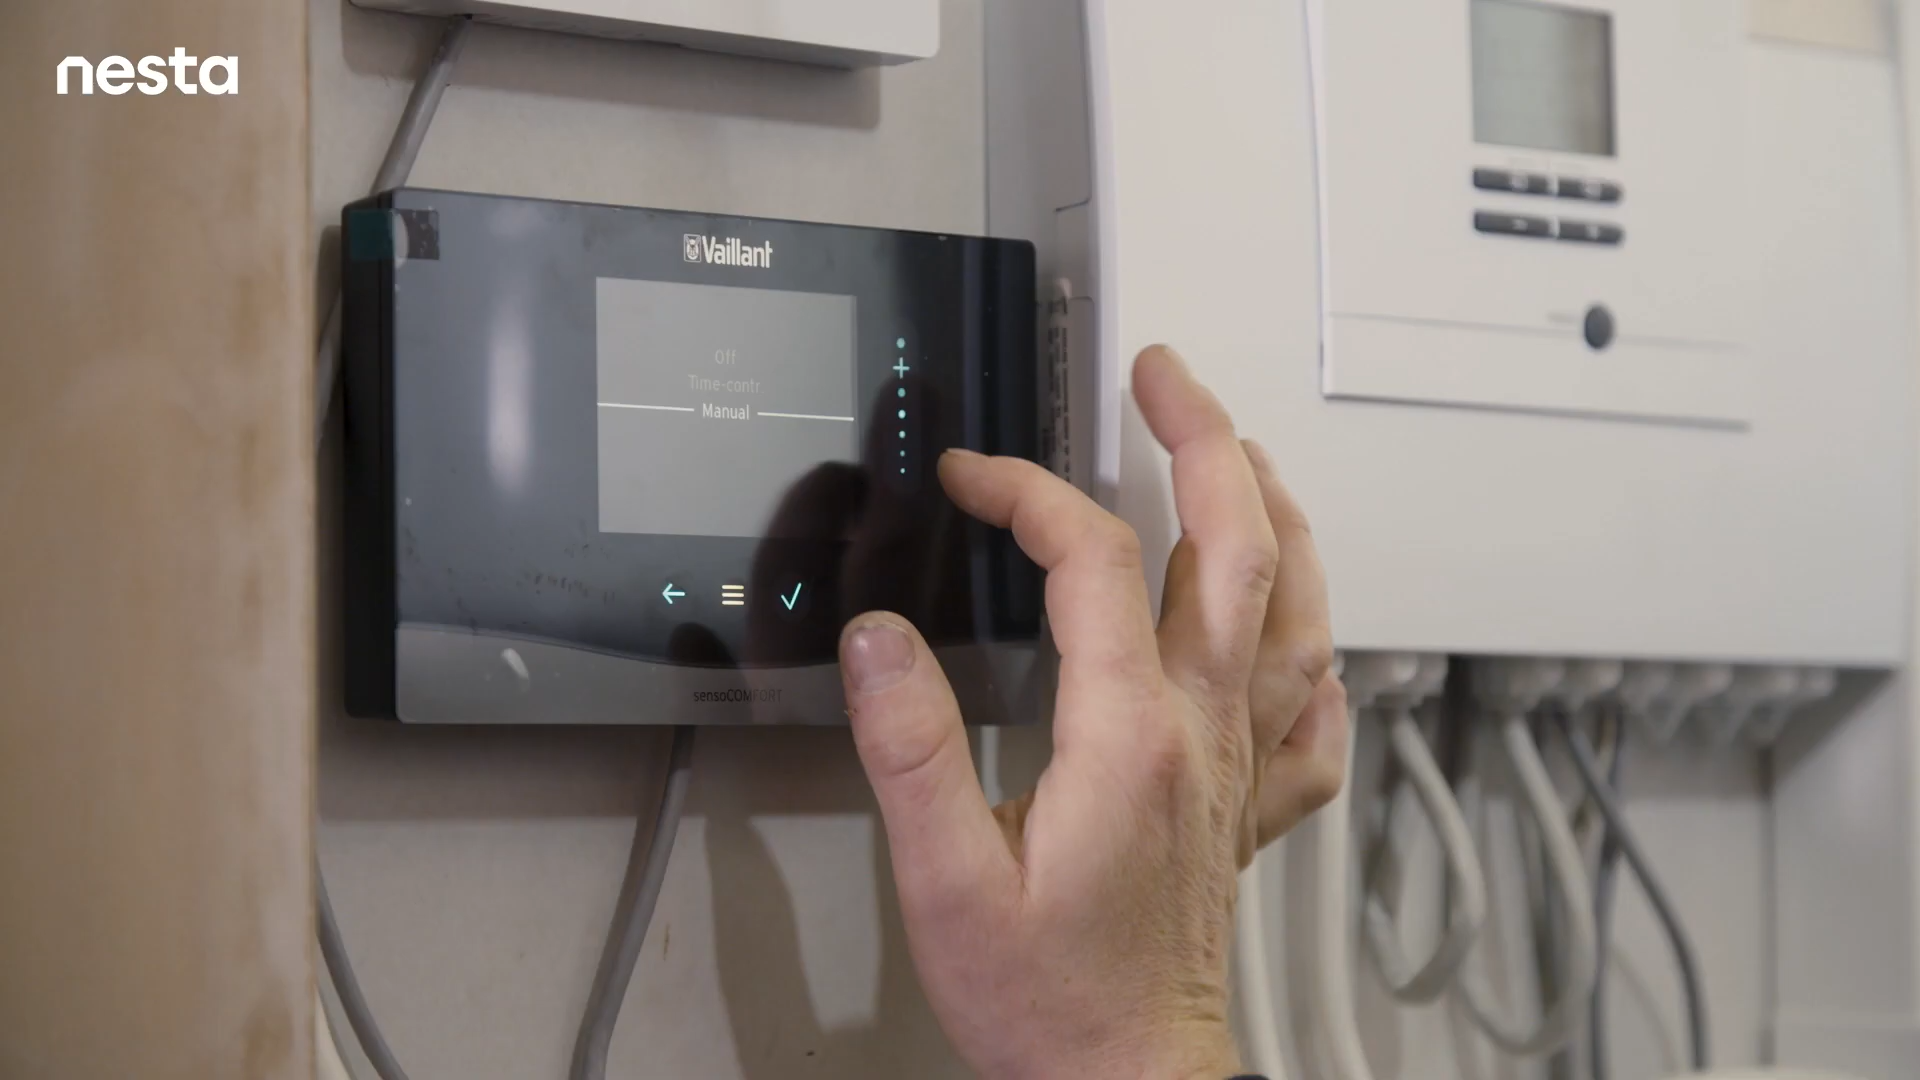 nesta
Vaillant
Off
Time-contr
Manual
sensoCOMFORT